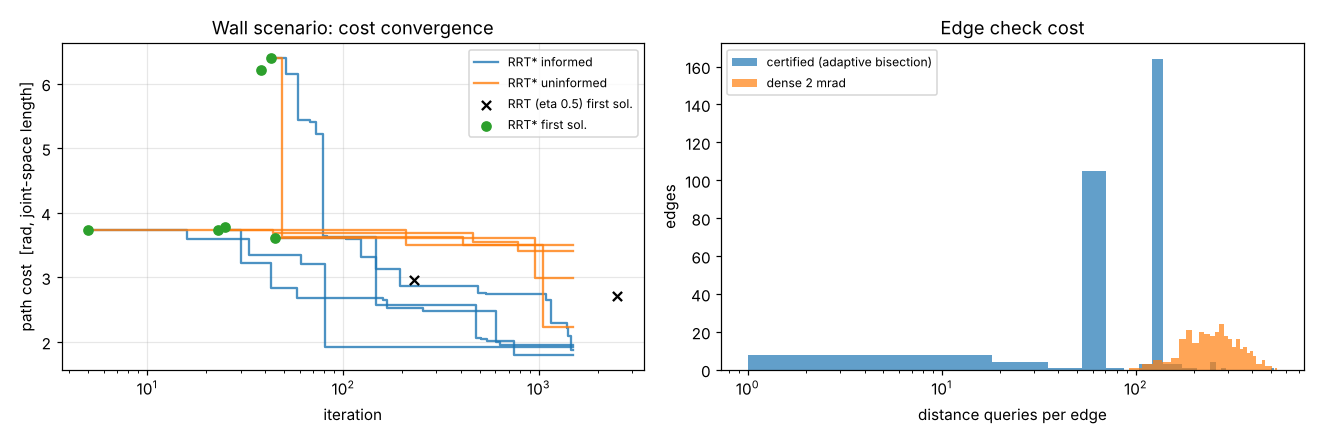 Wall scenario: cost convergence
path cost [rad, joint-space length]
6
5
4
3
2
RRT* informed
RRT* uninformed
RRT (eta 0.5) first sol.
RRT* first sol.
10¹
10²
10³
iteration
Edge check cost
edges
160
140
120
100
80
60
40
20
0
certified (adaptive bisection)
dense 2 mrad
10⁰
10¹
10²
distance queries per edge